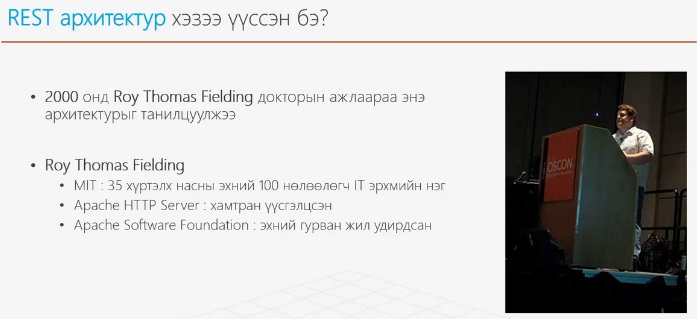 REST архитектур хэзээ үүссэн бэ?
• 2000 онд Roy Thomas Fielding докторын ажлаараа энэ
архитектурыг танилцуулжээ
• Roy Thomas Fielding
• MIT : 35 хүртэлх насны эхний 100 нөлөөлөгч IT эрхмийн нэг
• Apache HTTP Server : хамтран үүсгэлцсэн
• Apache Software Foundation : эхний гурван жил удирдсан
OSCON